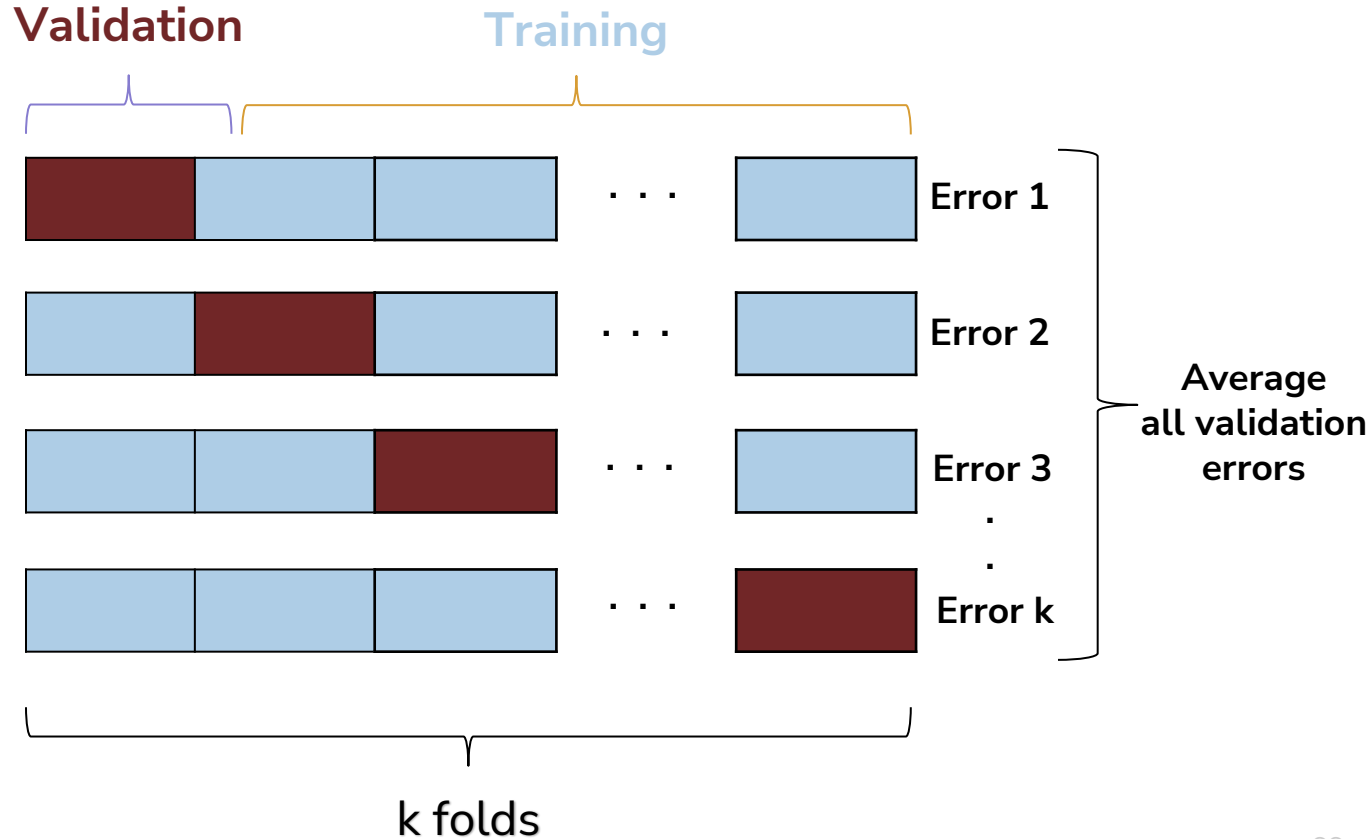 Validation
Training
. . .
Error 1
. . .
Error 2
. . .
Error 3
.
.
. . .
Error k
Average
all validation
errors
k folds